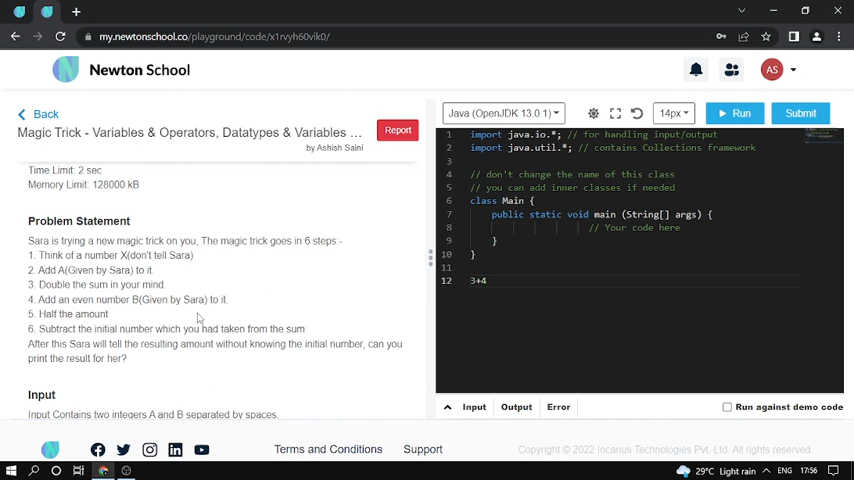 my.newtonschool.co/playground/code/x1rvyh60vik0/
Newton School
AS
Back
Magic Trick - Variables & Operators, Datatypes & Variables ...
Report
by Ashish Saini
Time Limit: 2 sec
Memory Limit: 128000 kB
Problem Statement
Sara is trying a new magic trick on you, The magic trick goes in 6 steps:-
1. Think of a number X(don't tell Sara)
2. Add A(Given by Sara) to it.
3. Double the sum in your mind.
4. Add an even number B(Given by Sara) to it.
5. Half the amount
6. Subtract the initial number which you had taken from the sum
After this Sara will tell the resulting amount without knowing the initial number, can you
print the result for her?
Input
Input Contains two integers A and B separated by spaces.
Java (OpenJDK 13.0.1)
14px
Run
Submit
1 import java.io.*; // for handling input/output
2 import java.util.*; // contains Collections framework
3
4 // don't change the name of this class
5 // you can add inner classes if needed
6 class Main {
7 public static void main (String[] args) {
8 // Your code here
9 }
10 }
11
12 3+4
Input Output Error
Run against demo code
Terms and Conditions Support
Copyright © 2022 Incanus Technologies Pvt. Ltd. All rights reserved.
29°C Light rain ENG 17:56